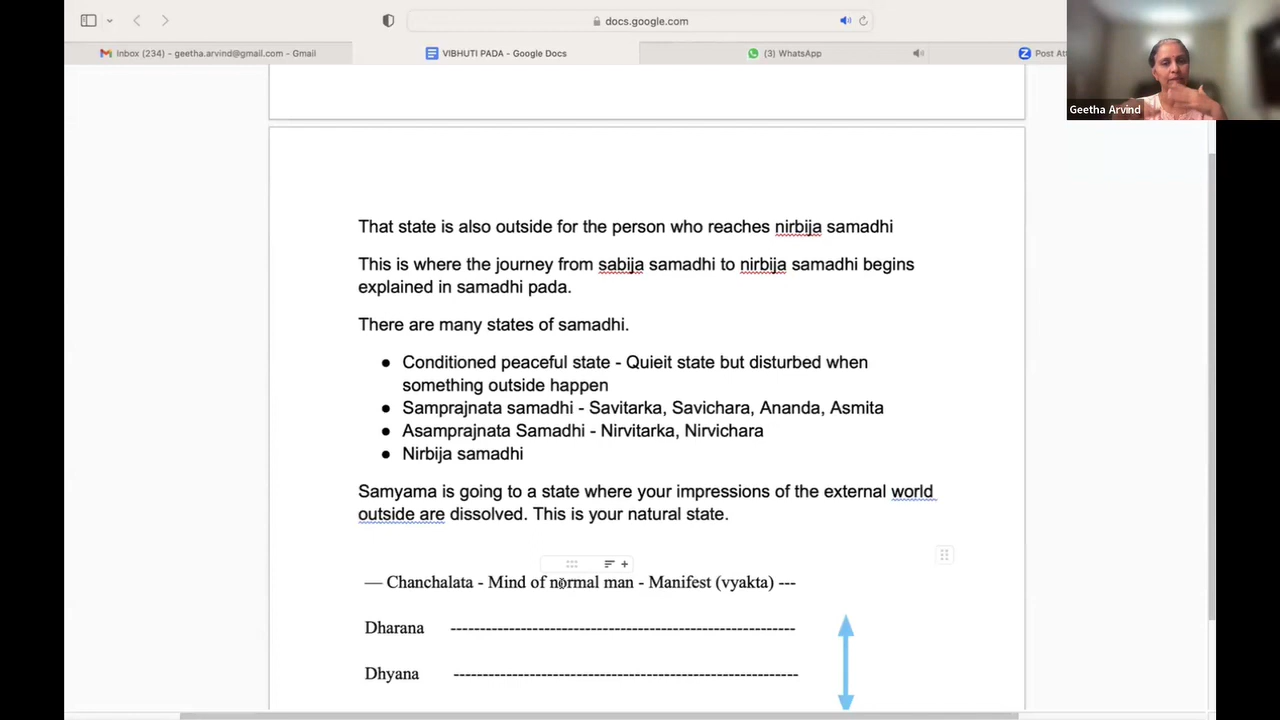 docs.google.com
Inbox (234) - geetha.arvind@gmail.com - Gmail
VIBHUTI PADA - Google Docs
(3) WhatsApp
Post At
Geetha Arvind
That state is also outside for the person who reaches nirbija samadhi
This is where the journey from sabija samadhi to nirbija samadhi begins
explained in samadhi pada.
There are many states of samadhi.
● Conditioned peaceful state - Quieit state but disturbed when
something outside happen
● Samprajnata samadhi - Savitarka, Savichara, Ananda, Asmita
● Asamprajnata Samadhi - Nirvitarka, Nirvichara
● Nirbija samadhi
Samyama is going to a state where your impressions of the external world
outside are dissolved. This is your natural state.
— Chanchalata - Mind of normal man - Manifest (vyakta) ---
Dharana -----------------------------------------------------------
Dhyana -----------------------------------------------------------